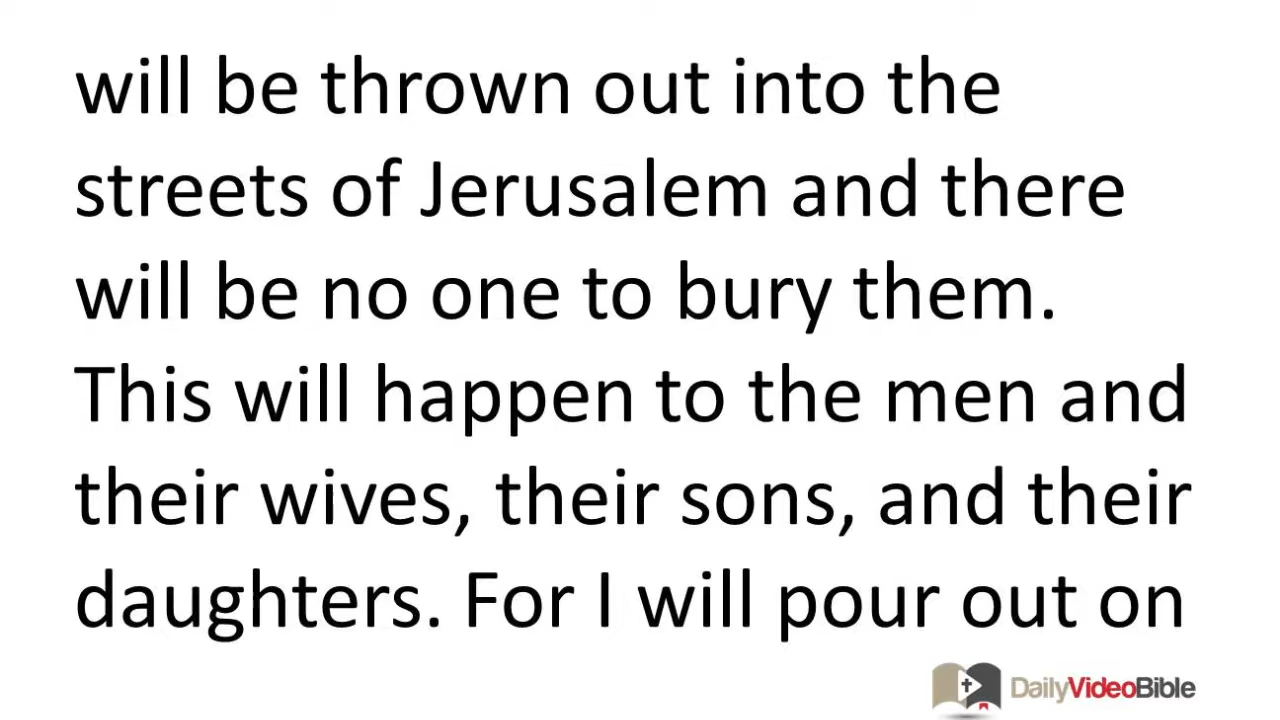 will be thrown out into the
streets of Jerusalem and there
will be no one to bury them.
This will happen to the men and
their wives, their sons, and their
daughters. For I will pour out on
DailyVideoBible